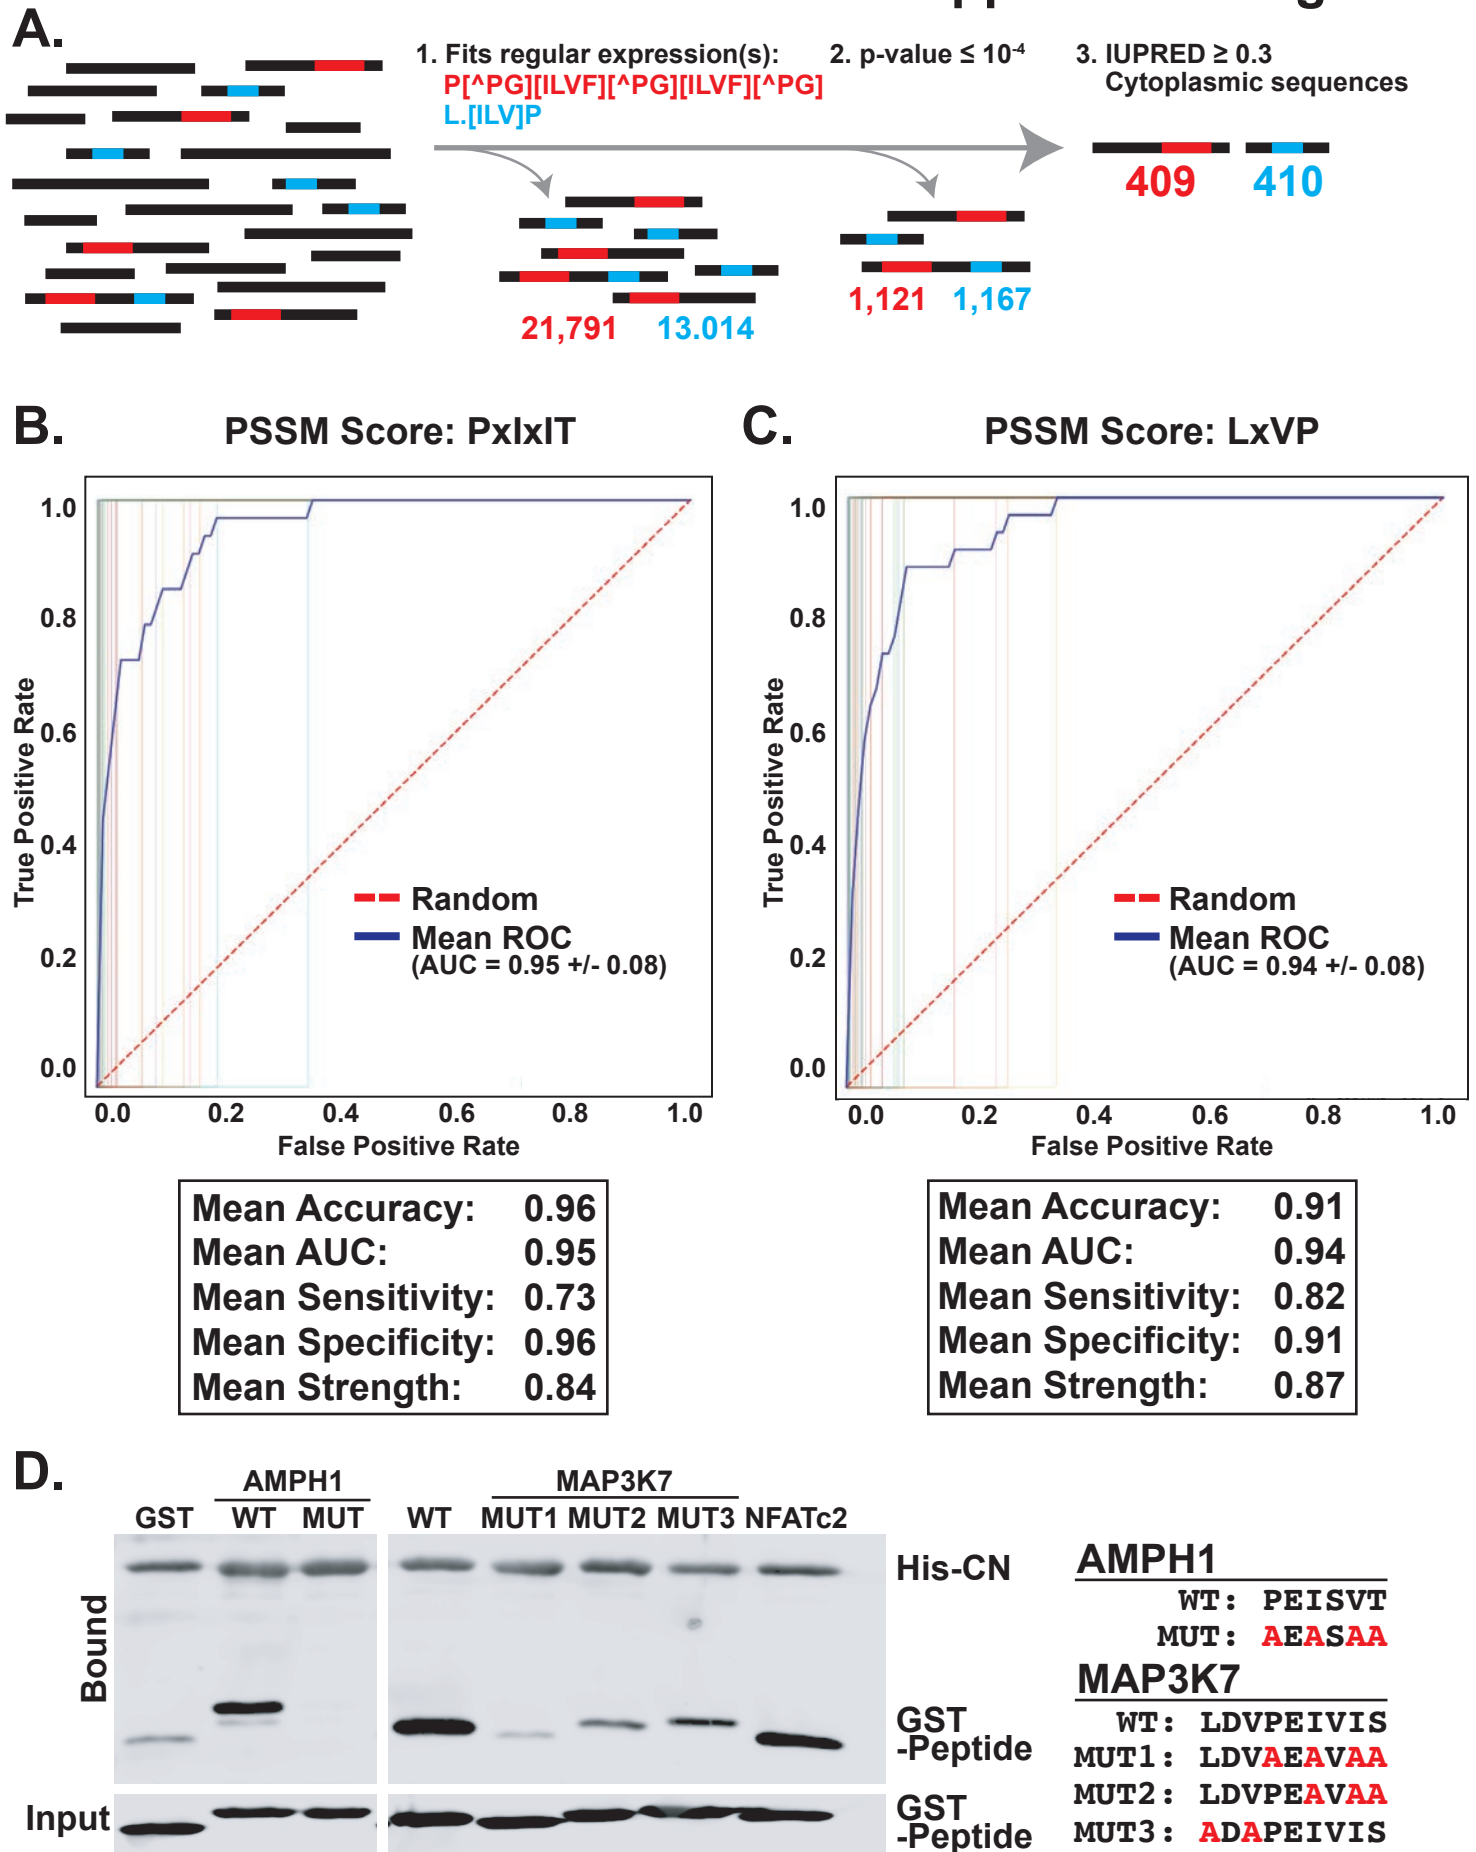 A.
1. Fits regular expression(s):
P[^PG][ILVF][^PG][ILVF][^PG]
L.[ILV]P
2. p-value ≤ 10-4
3. IUPRED ≥ 0.3
Cytoplasmic sequences
409 410
21,791 13.014
1,121 1,167
B.
PSSM Score: PxIxIT
True Positive Rate
1.0
0.8
0.6
0.4
0.2
0.0
Random
Mean ROC
(AUC = 0.95 +/- 0.08)
0.0 0.2 0.4 0.6 0.8 1.0
False Positive Rate
Mean Accuracy: 0.96
Mean AUC: 0.95
Mean Sensitivity: 0.73
Mean Specificity: 0.96
Mean Strength: 0.84
C.
PSSM Score: LxVP
True Positive Rate
1.0
0.8
0.6
0.4
0.2
0.0
Random
Mean ROC
(AUC = 0.94 +/- 0.08)
0.0 0.2 0.4 0.6 0.8 1.0
False Positive Rate
Mean Accuracy: 0.91
Mean AUC: 0.94
Mean Sensitivity: 0.82
Mean Specificity: 0.91
Mean Strength: 0.87
D.
AMPH1 MAP3K7
GST WT MUT WT MUT1 MUT2 MUT3 NFATc2
Bound
His-CN
GST
-Peptide
Input
GST
-Peptide
AMPH1
WT: PEISVT
MUT: AEASAA
MAP3K7
WT: LDVPEIVIS
MUT1: LDVAEAVAA
MUT2: LDVPEAVAA
MUT3: ADAPEIVIS